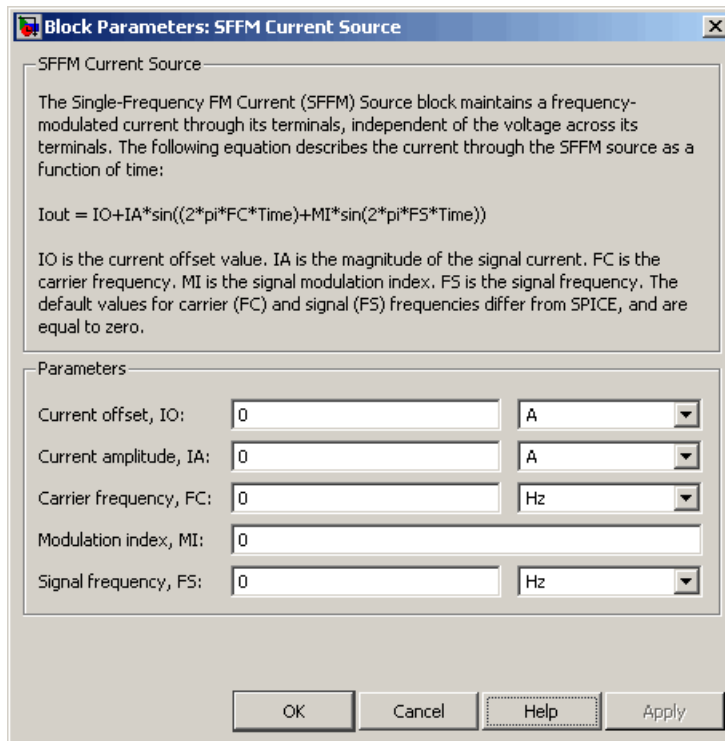 Block Parameters: SFFM Current Source
SFFM Current Source
The Single-Frequency FM Current (SFFM) Source block maintains a frequency-
modulated current through its terminals, independent of the voltage across its
terminals. The following equation describes the current through the SFFM source as a
function of time:
Iout = IO+IA*sin((2*pi*FC*Time)+MI*sin(2*pi*FS*Time))
IO is the current offset value. IA is the magnitude of the signal current. FC is the
carrier frequency. MI is the signal modulation index. FS is the signal frequency. The
default values for carrier (FC) and signal (FS) frequencies differ from SPICE, and are
equal to zero.
Parameters
Current offset, IO: 0 A
Current amplitude, IA: 0 A
Carrier frequency, FC: 0 Hz
Modulation index, MI: 0
Signal frequency, FS: 0 Hz
OK Cancel Help Apply